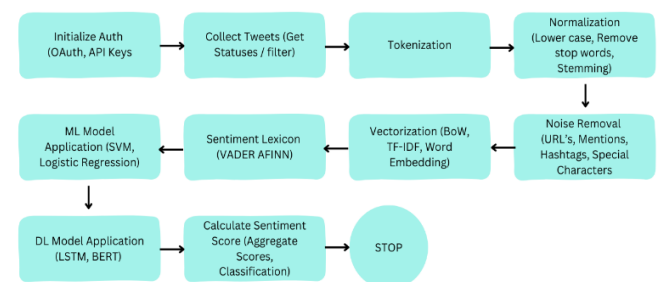 Initialize Auth
(OAuth, API Keys
Collect Tweets (Get
Statuses / filter)
Tokenization
Normalization
(Lower case, Remove
stop words,
Stemming)
Noise Removal
(URL's, Mentions,
Hashtags, Special
Characters
Vectorization (BoW,
TF-IDF, Word
Embedding)
Sentiment Lexicon
(VADER AFINN)
ML Model
Application (SVM,
Logistic Regression)
DL Model Application
(LSTM, BERT)
Calculate Sentiment
Score (Aggregate
Scores,
Classification)
STOP